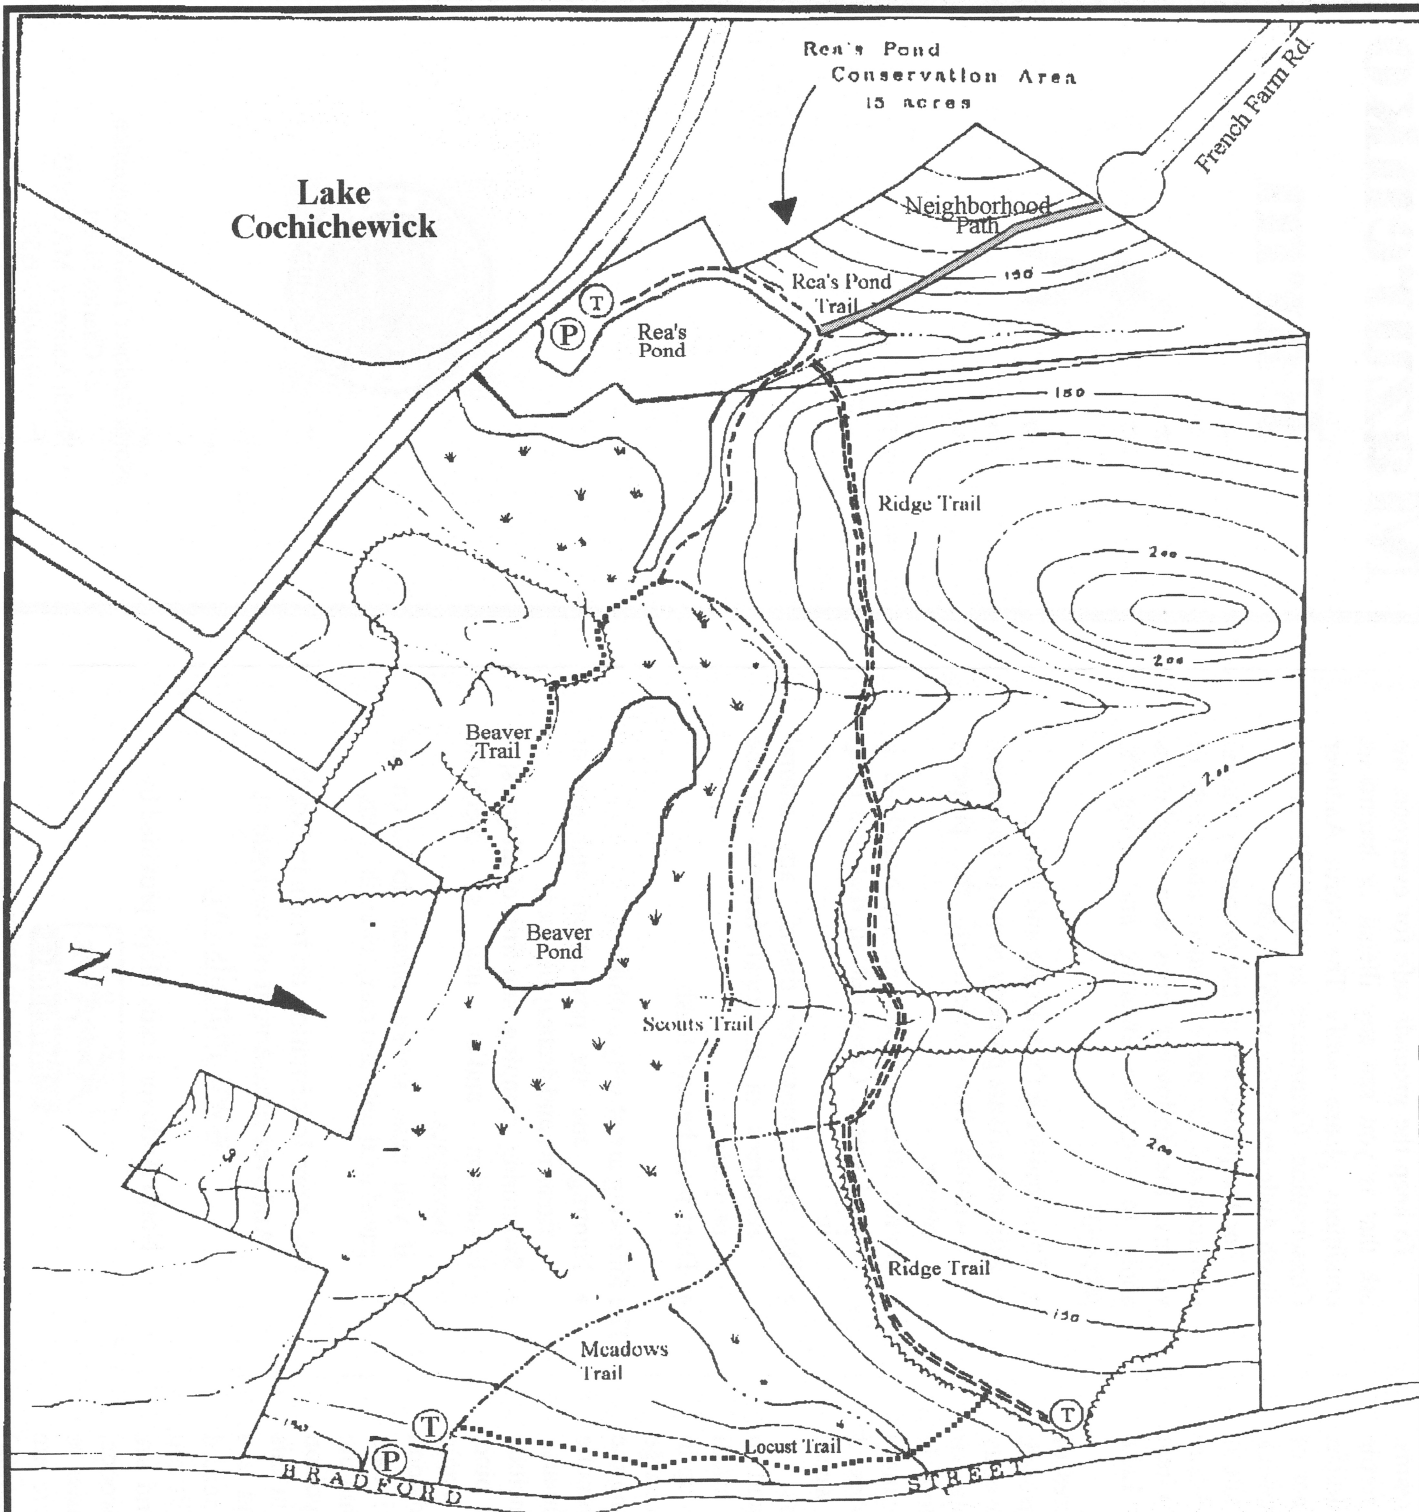 Rea's Pond
Conservation Area
15 acres
French Farm Rd.
Lake
Cochichewick
Neighborhood
Path
150
Rea's Pond
Trail
T
P
Rea's
Pond
150
Ridge Trail
200
200
Beaver
Trail
150
200
Beaver
Pond
N
Scouts Trail
200
Ridge Trail
150
Meadows
Trail
T
T
150
Locust Trail
P
BRADFORD STREET